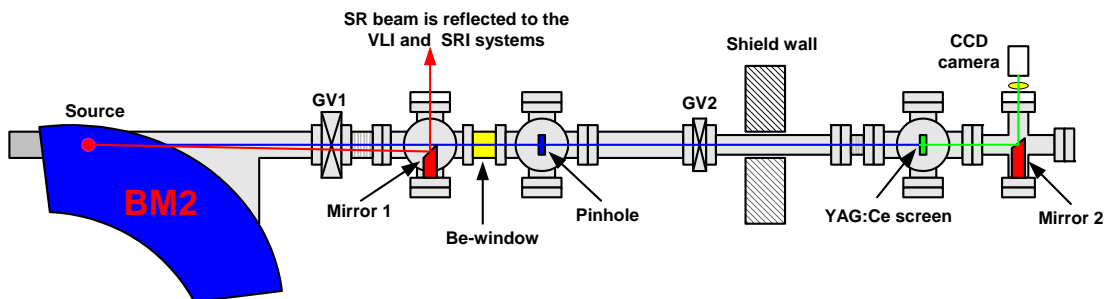 SR beam is reflected to the
VLI and SRI systems
Shield wall
CCD
camera
Source
GV1
GV2
BM2
Mirror 1
Be-window
Pinhole
YAG:Ce screen
Mirror 2